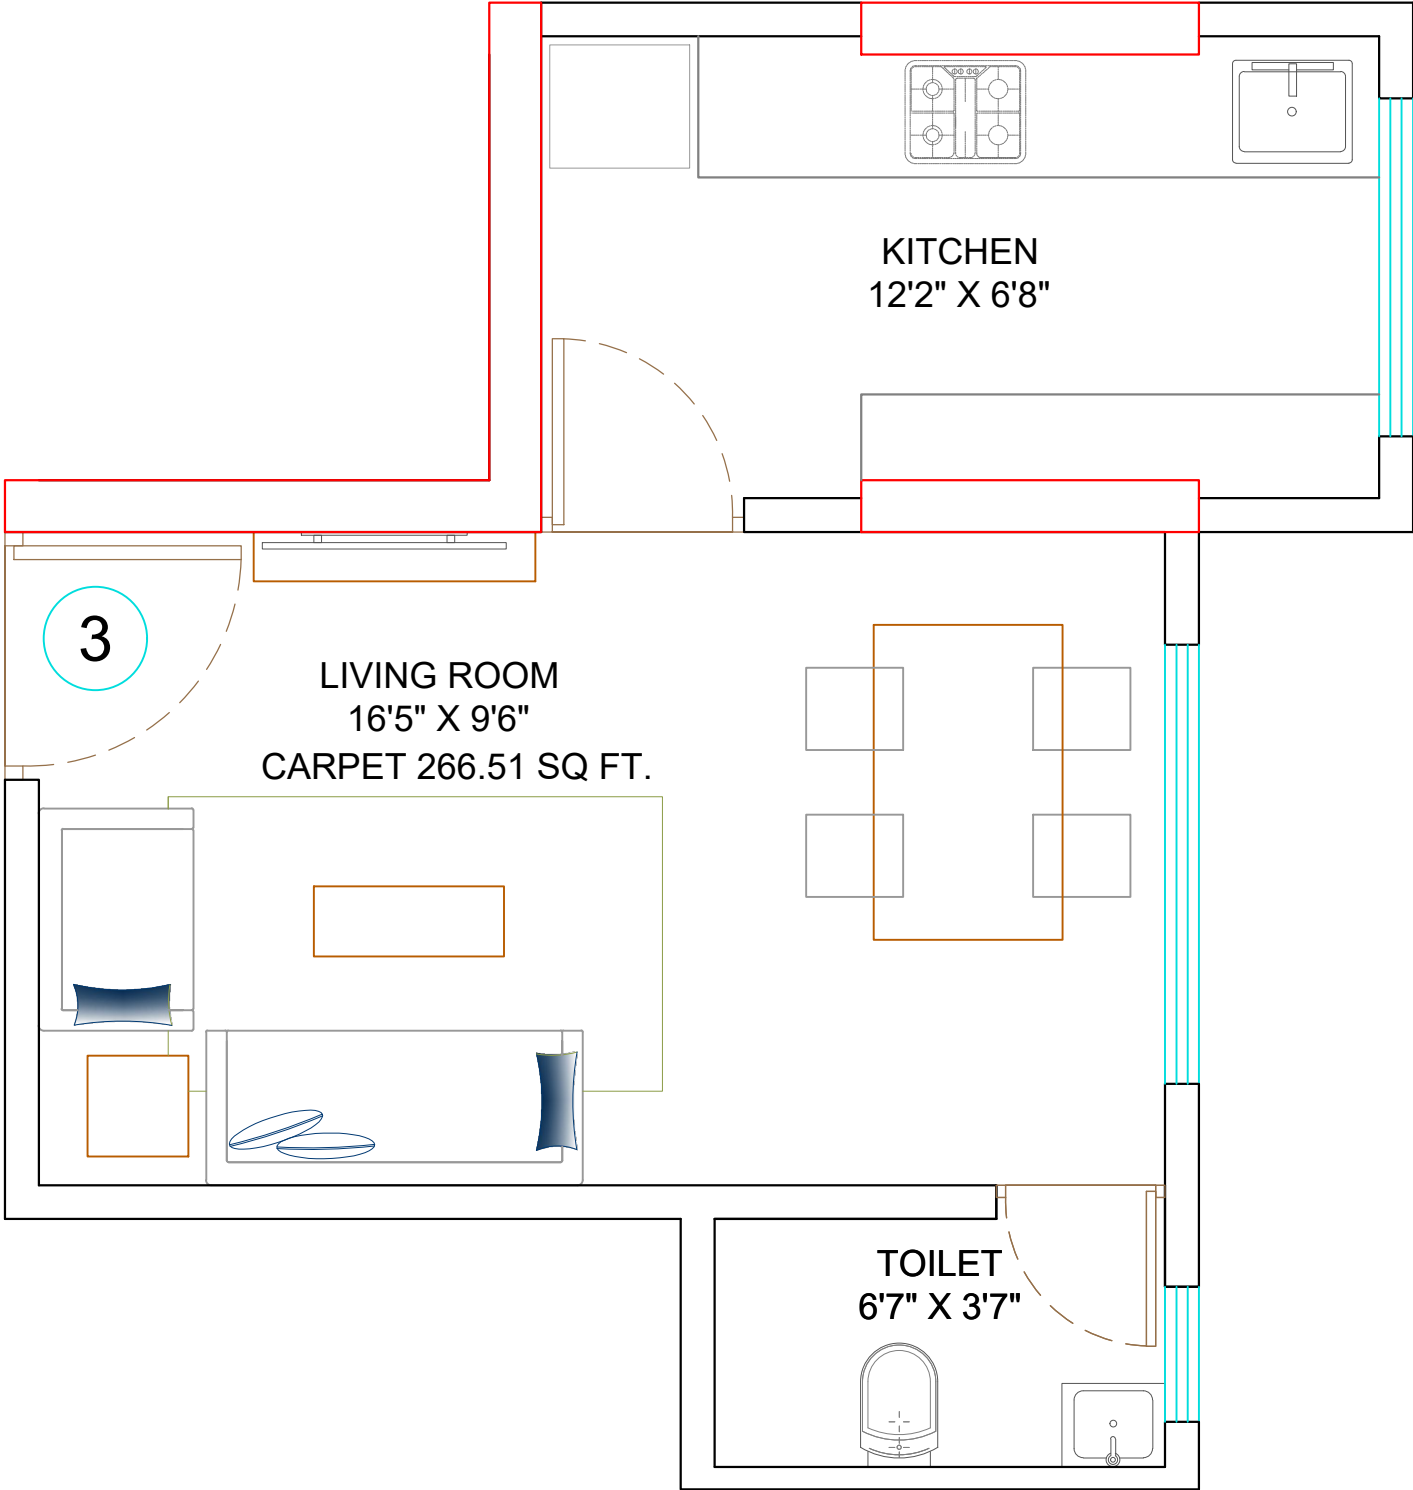 KITCHEN
12'2" X 6'8"
3
LIVING ROOM
16'5" X 9'6"
CARPET 266.51 SQ FT.
TOILET
6'7" X 3'7"